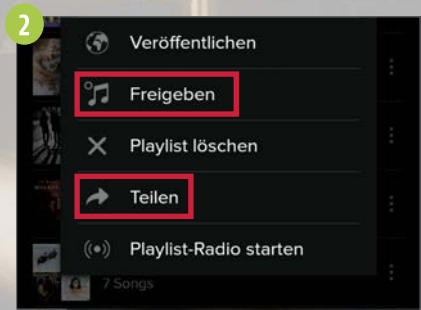 2
Veröffentlichen
Freigeben
Playlist löschen
Teilen
Playlist-Radio starten
7 Songs